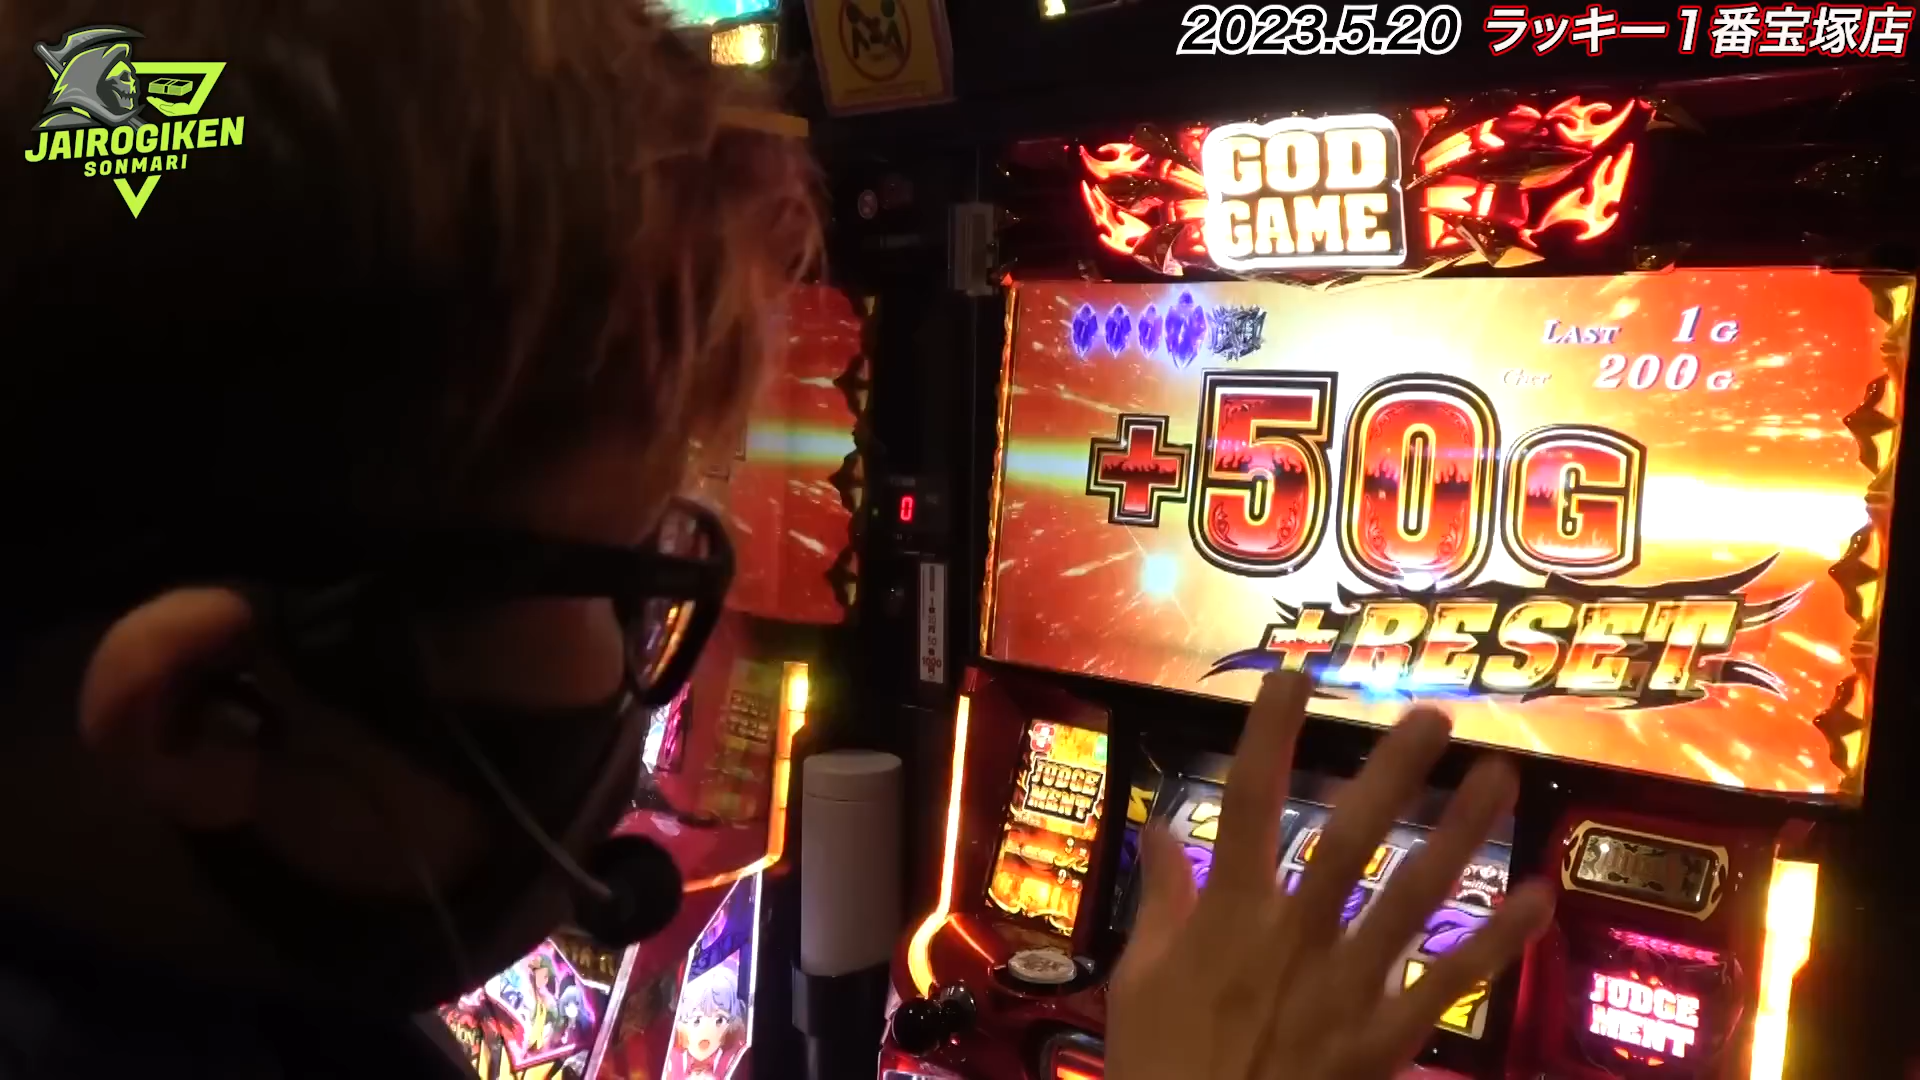 2023.5.20 ラッキー1番宝塚店
JAIROGIKEN
SONMARI
GOD
GAME
LAST 1G
200G
+50G
+RESET
0
JUDGE
MENT
JUDGE
MENT